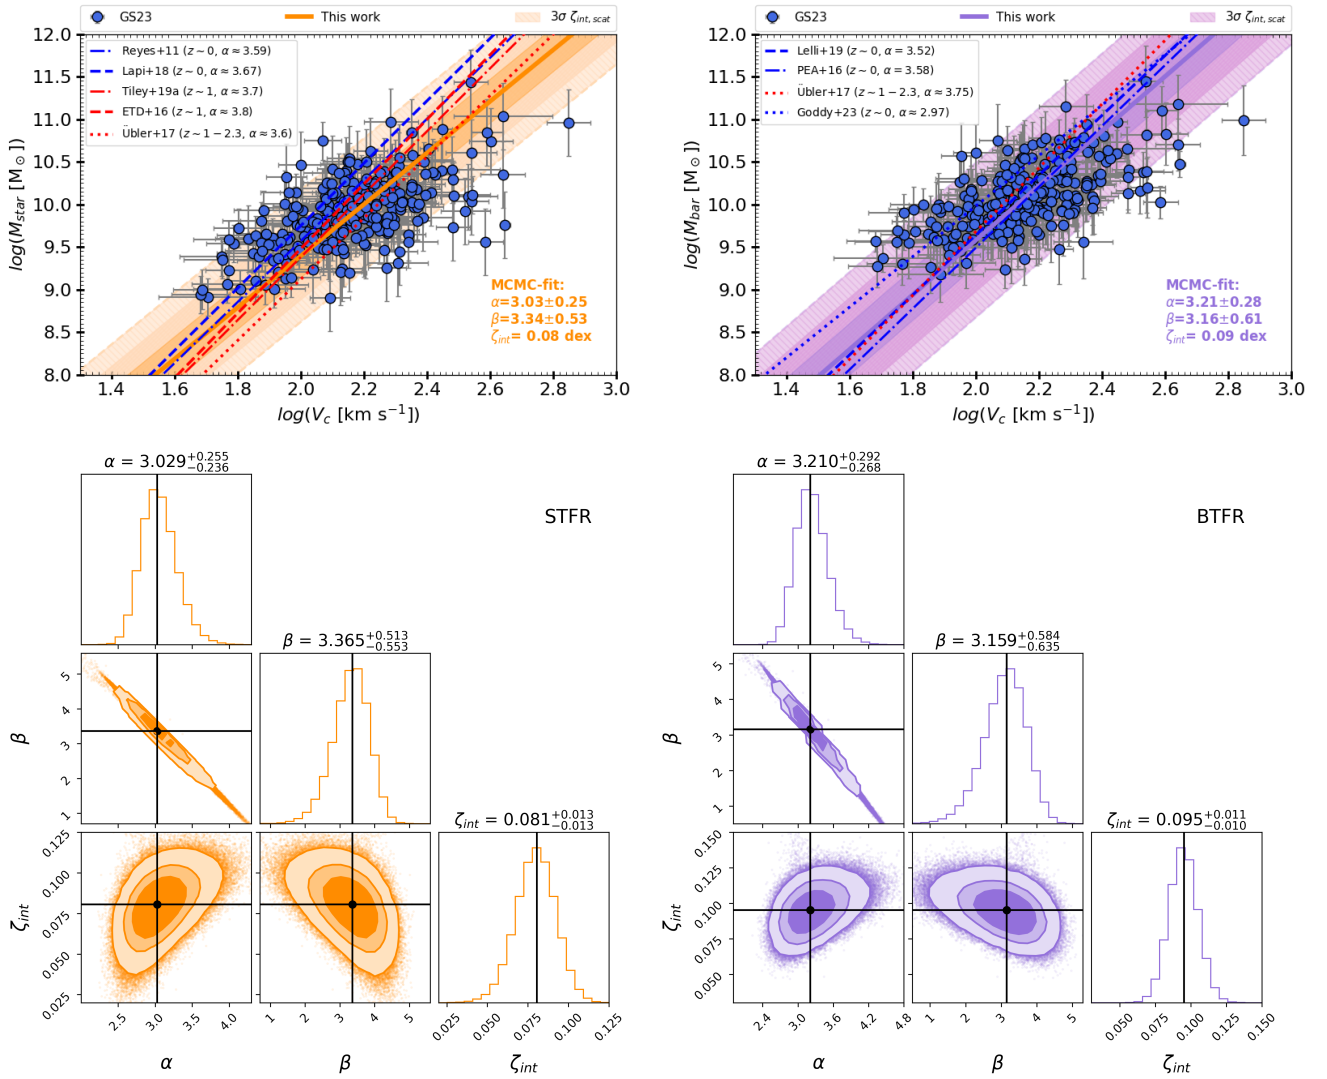 GS23 This work 3σ ζint,scat
Reyes+11 (z∼0, α≈3.59)
Lapi+18 (z∼0, α≈3.67)
Tiley+19a (z∼1, α≈3.7)
ETD+16 (z∼1, α≈3.8)
Übler+17 (z∼1−2.3, α≈3.6)
12.0
11.5
11.0
10.5
10.0
9.5
9.0
8.5
8.0
log(Mstar [M⊙])
MCMC-fit:
α=3.03±0.25
β=3.34±0.53
ζint= 0.08 dex
1.4 1.6 1.8 2.0 2.2 2.4 2.6 2.8 3.0
log(Vc [km s−1])
GS23 This work 3σ ζint,scat
Lelli+19 (z∼0, α=3.52)
PEA+16 (z∼0, α=3.58)
Übler+17 (z∼1−2.3, α≈3.75)
Goddy+23 (z∼0, α≈2.97)
12.0
11.5
11.0
10.5
10.0
9.5
9.0
8.5
8.0
log(Mbar [M⊙])
MCMC-fit:
α=3.21±0.28
β=3.16±0.61
ζint= 0.09 dex
1.4 1.6 1.8 2.0 2.2 2.4 2.6 2.8 3.0
log(Vc [km s−1])
α = 3.029+0.255−0.236
STFR
β = 3.365+0.513−0.553
5
4
3
2
1
β
ζint = 0.081+0.013−0.013
0.125
0.100
0.075
0.050
0.025
ζint
2.5 3.0 3.5 4.0
α
1 2 3 4 5
β
0.025 0.050 0.075 0.100 0.125
ζint
α = 3.210+0.292−0.268
BTFR
β = 3.159+0.584−0.635
5
4
3
2
1
β
ζint = 0.095+0.011−0.010
0.150
0.125
0.100
0.075
0.050
ζint
2.4 3.0 3.6 4.2 4.8
α
1 2 3 4 5
β
0.050 0.075 0.100 0.125 0.150
ζint